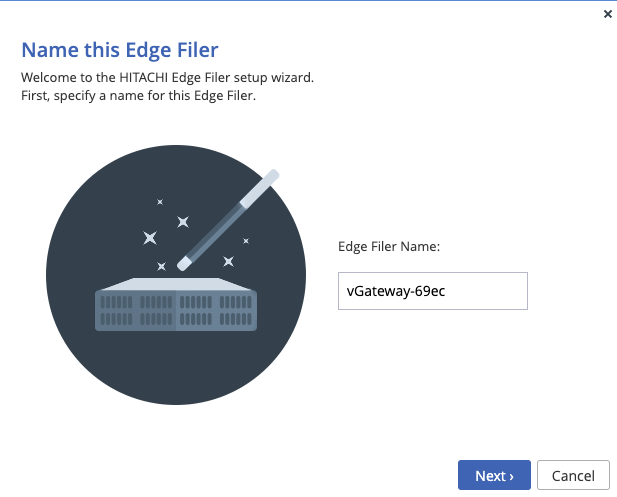 ×
Name this Edge Filer
Welcome to the HITACHI Edge Filer setup wizard.
First, specify a name for this Edge Filer.
Edge Filer Name:
vGateway-69ec
Next ›
Cancel